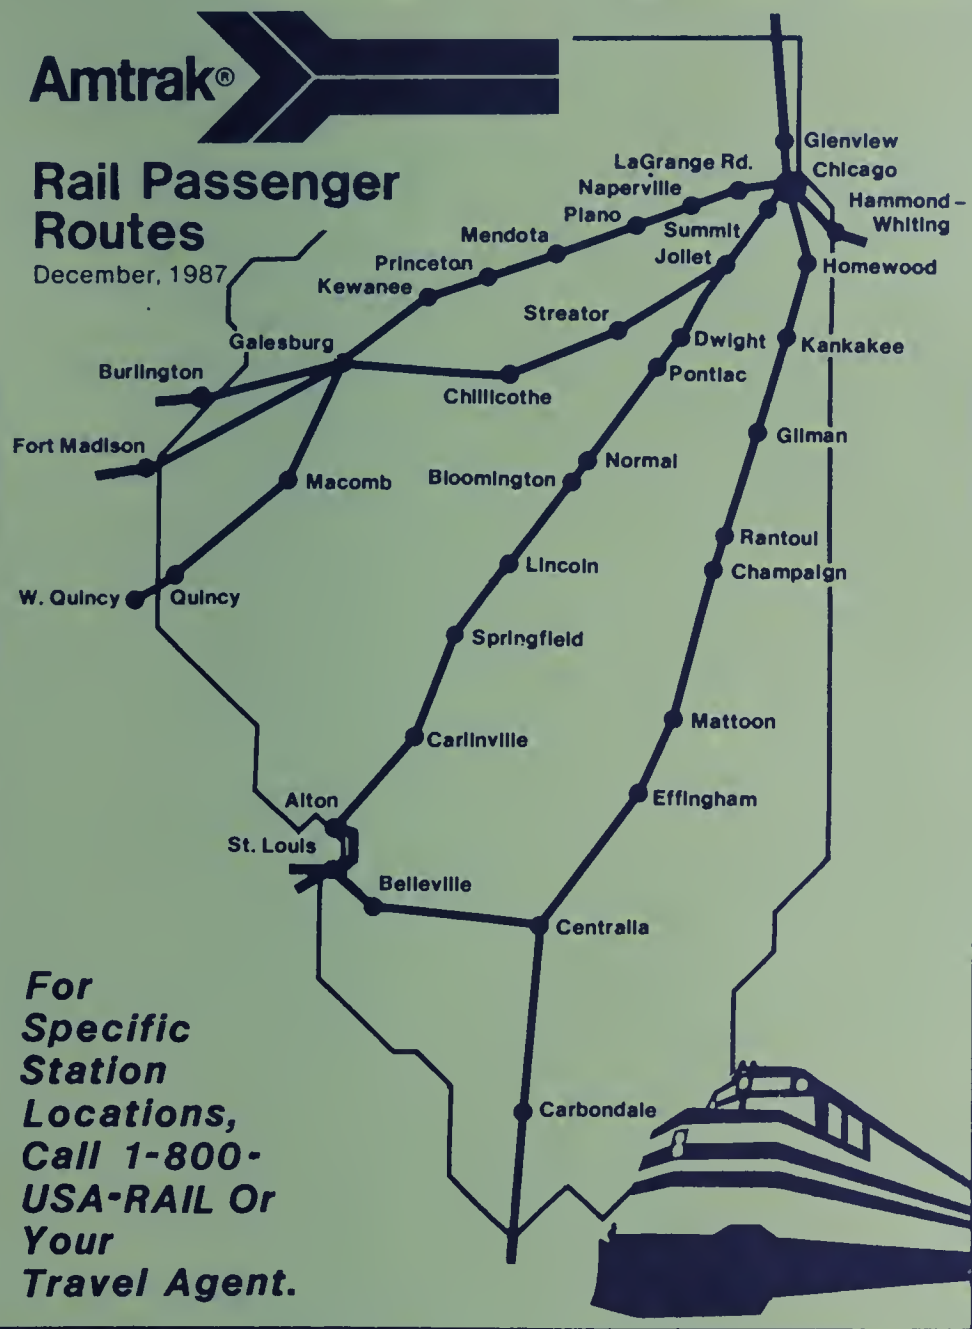 Amtrak®
Rail Passenger
Routes
December, 1987
Glenview
LaGrange Rd.
Chicago
Naperville
Hammond-
Whiting
Plano
Summit
Mendota
Joliet
Princeton
Homewood
Kewanee
Streator
Galesburg
Dwight
Kankakee
Burlington
Pontiac
Chillicothe
Gilman
Fort Madison
Normal
Macomb
Bloomington
Rantoul
Lincoln
Champaign
W. Quincy
Quincy
Springfield
Mattoon
Carlinville
Alton
Effingham
St. Louis
Belleville
Centralia
For
Specific
Station
Locations,
Call 1-800-
USA-RAIL Or
Your
Travel Agent.
Carbondale